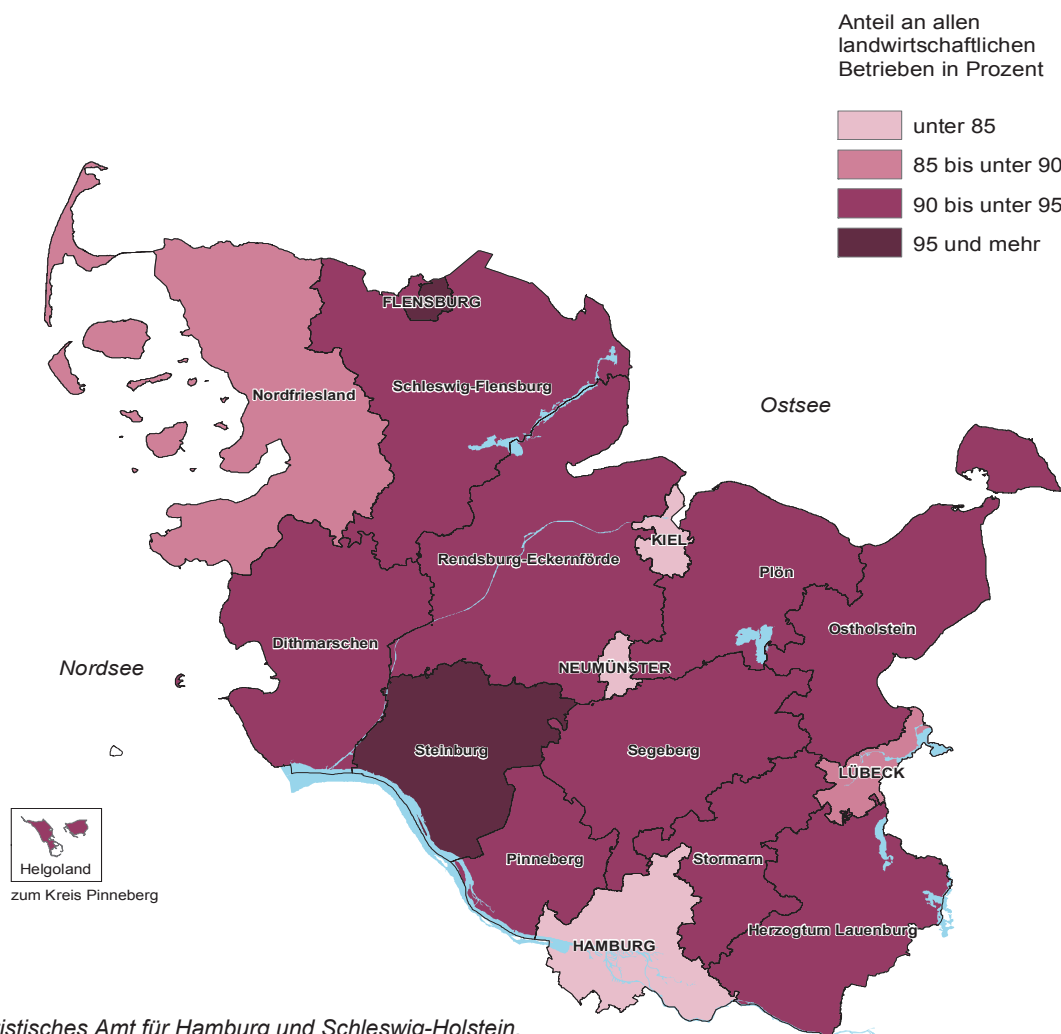 Anteil an allen
landwirtschaftlichen
Betrieben in Prozent
unter 85
85 bis unter 90
90 bis unter 95
95 und mehr
FLENSBURG
Nordfriesland
Schleswig-Flensburg
Ostsee
KIEL
Rendsburg-Eckernförde
Plön
Ostholstein
Dithmarschen
Nordsee
NEUMÜNSTER
Steinburg
Segeberg
LÜBECK
Pinneberg
Stormarn
Helgoland
zum Kreis Pinneberg
Herzogtum Lauenburg
HAMBURG
istisches Amt für Hamburg und Schleswig-Holstein.